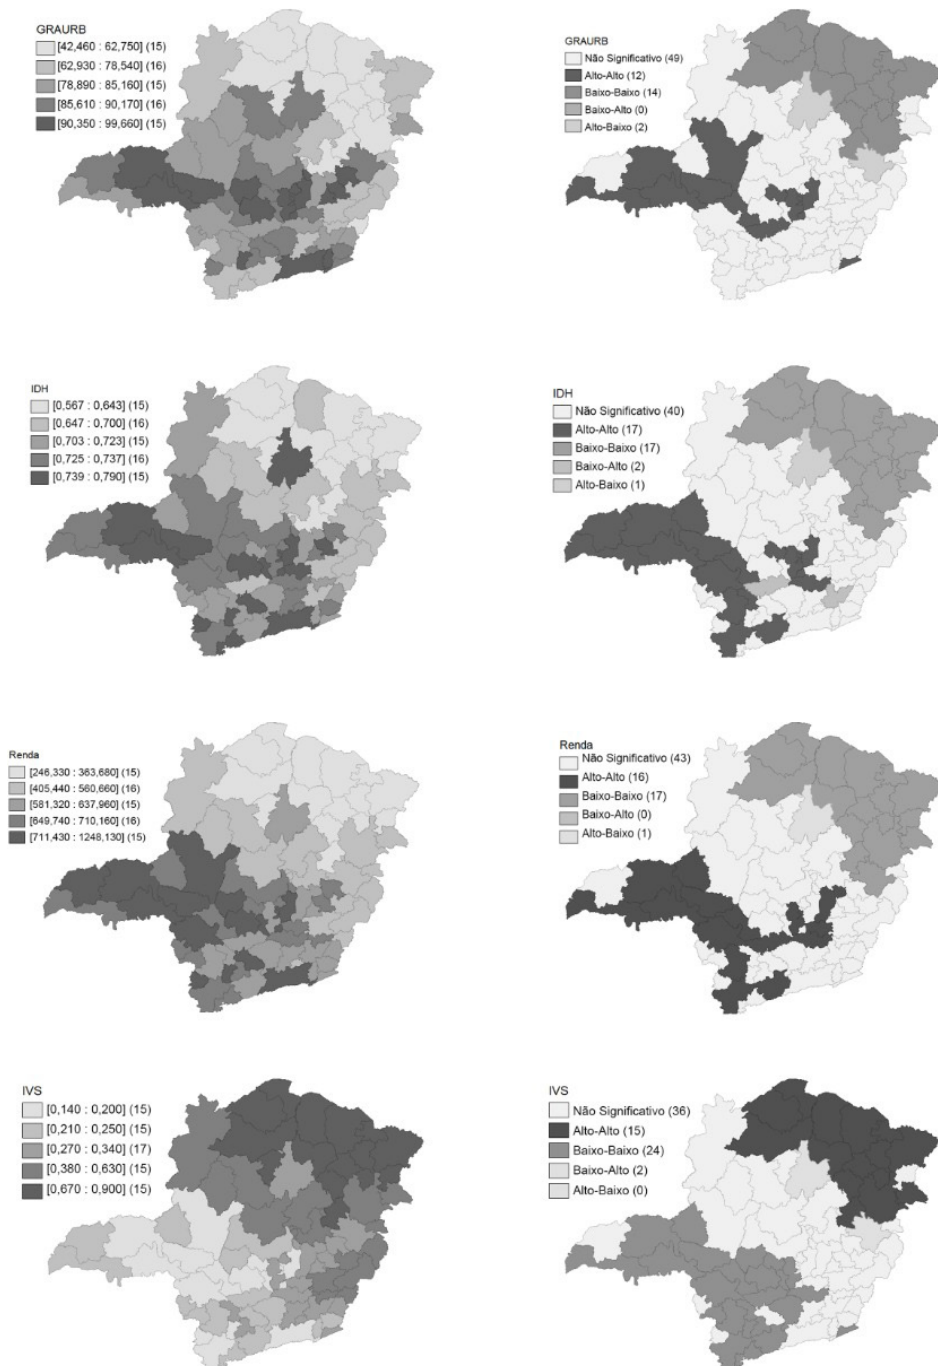 GRAURB
[42,460 : 62,750] (15)
[62,930 : 78,540] (16)
[78,890 : 85,160] (15)
[85,610 : 90,170] (16)
[90,350 : 99,660] (15)
GRAURB
Não Significativo (49)
Alto-Alto (12)
Baixo-Baixo (14)
Baixo-Alto (0)
Alto-Baixo (2)
IDH
[0,567 : 0,643] (15)
[0,647 : 0,700] (16)
[0,703 : 0,723] (15)
[0,725 : 0,737] (16)
[0,739 : 0,790] (15)
IDH
Não Significativo (40)
Alto-Alto (17)
Baixo-Baixo (17)
Baixo-Alto (2)
Alto-Baixo (1)
Renda
[246,330 : 363,680] (15)
[405,440 : 560,660] (16)
[581,320 : 637,960] (15)
[649,740 : 710,160] (16)
[711,430 : 1248,130] (15)
Renda
Não Significativo (43)
Alto-Alto (16)
Baixo-Baixo (17)
Baixo-Alto (0)
Alto-Baixo (1)
IVS
[0,140 : 0,200] (15)
[0,210 : 0,250] (15)
[0,270 : 0,340] (17)
[0,380 : 0,630] (15)
[0,670 : 0,900] (15)
IVS
Não Significativo (36)
Alto-Alto (15)
Baixo-Baixo (24)
Baixo-Alto (2)
Alto-Baixo (0)